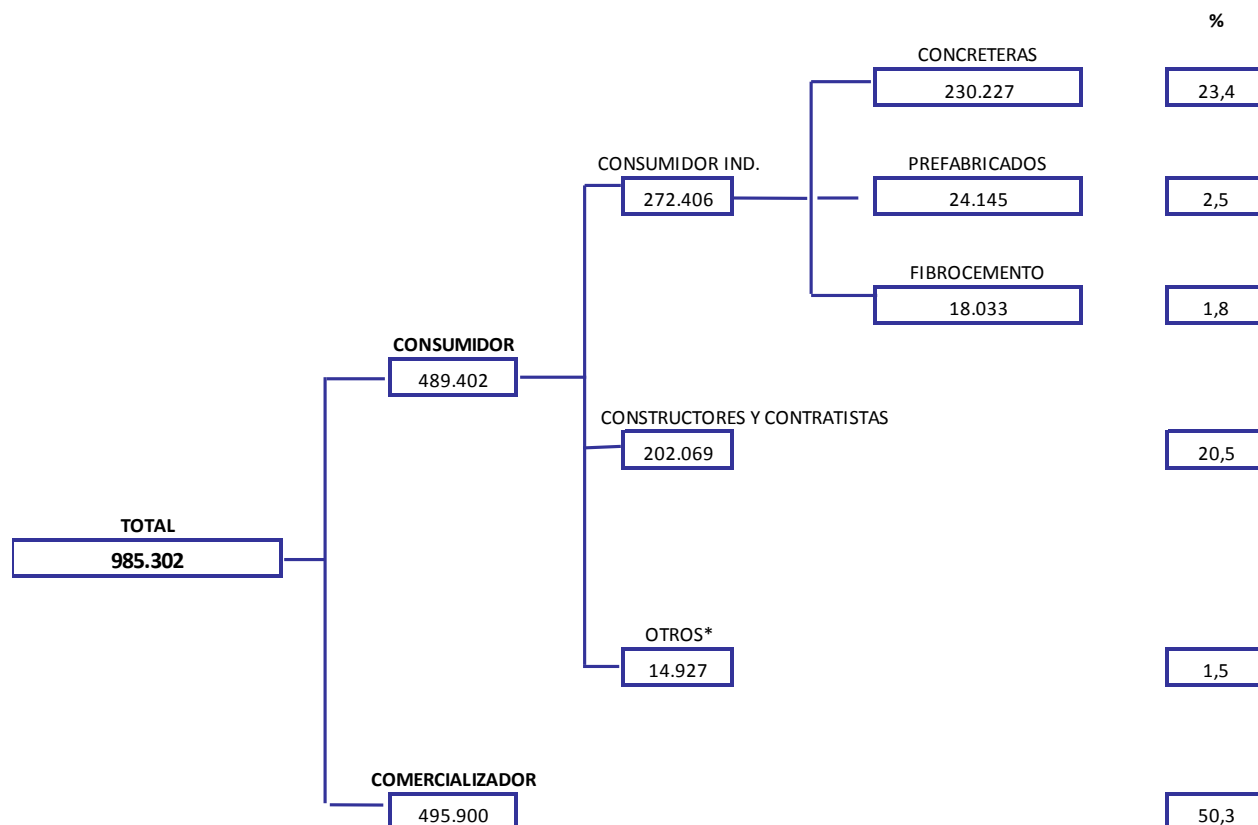 %
CONCRETERAS
230.227 23,4
CONSUMIDOR IND. PREFABRICADOS
272.406 24.145 2,5
FIBROCEMENTO
18.033 1,8
CONSUMIDOR
489.402
CONSTRUCTORES Y CONTRATISTAS
202.069 20,5
TOTAL
985.302
OTROS*
14.927 1,5
COMERCIALIZADOR
495.900 50,3